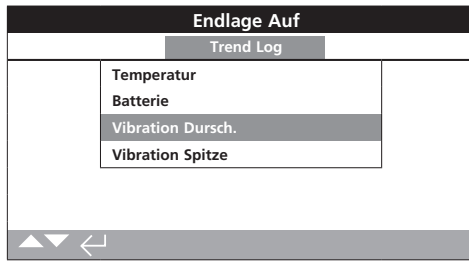 Endlage Auf
Trend Log
Temperatur
Batterie
Vibration Dursch.
Vibration Spitze